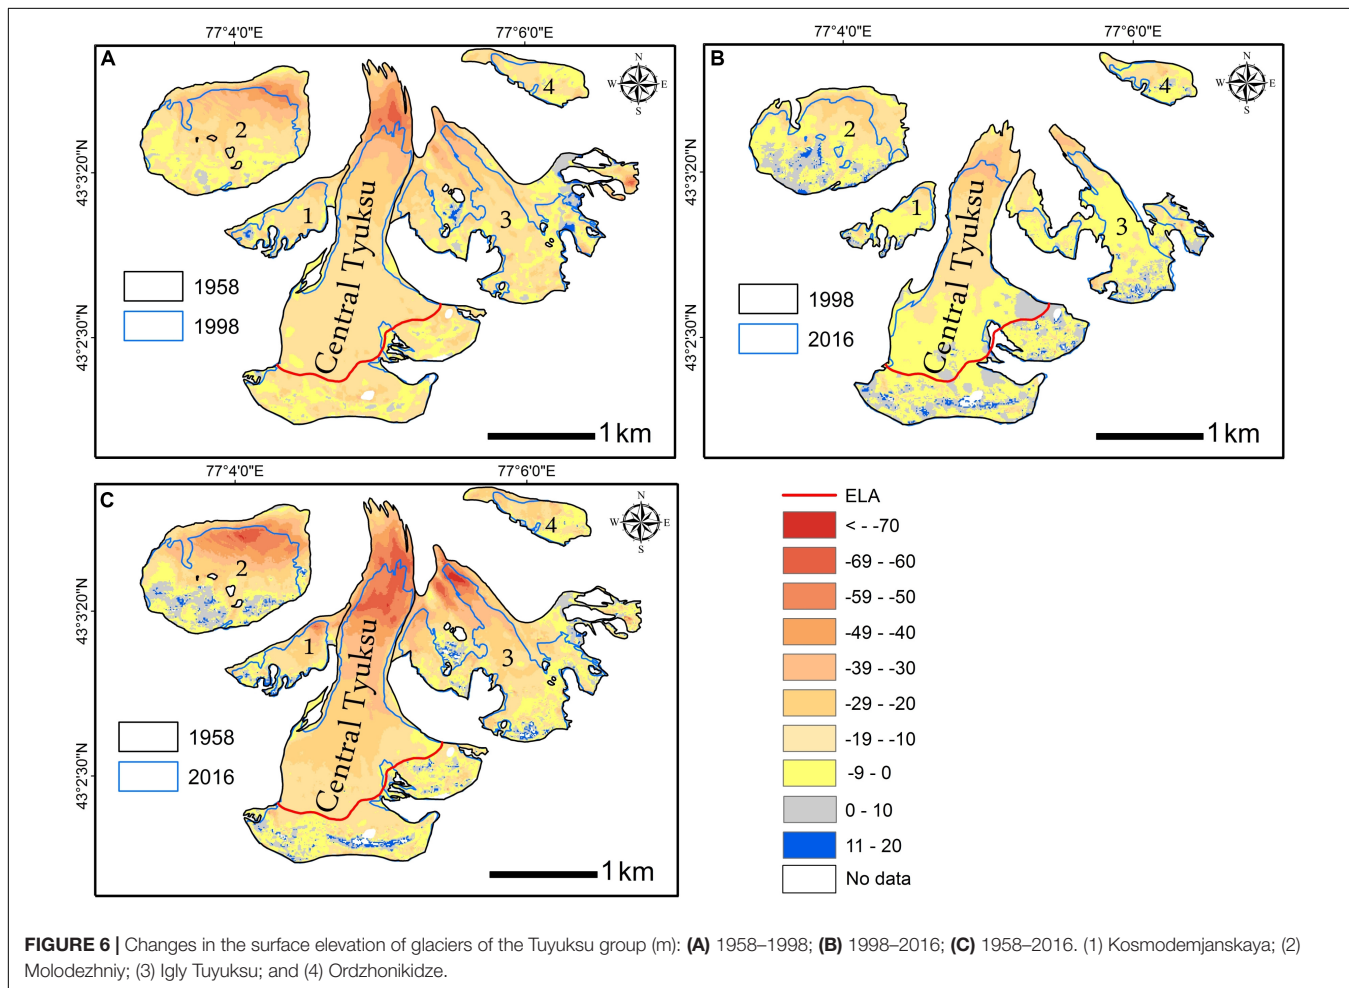 77°4'0"E
77°6'0"E
77°4'0"E
77°6'0"E
A
N
W
E
S
4
2
1
3
Central Tyuksu
43°3'20"N
43°2'30"N
1958
1998
1 km
B
N
W
E
S
4
2
1
3
Central Tyuksu
43°3'20"N
43°2'30"N
1998
2016
1 km
77°4'0"E
77°6'0"E
C
N
W
E
S
4
2
1
3
Central Tyuksu
43°3'20"N
43°2'30"N
1958
2016
1 km
ELA
< - -70
-69 - -60
-59 - -50
-49 - -40
-39 - -30
-29 - -20
-19 - -10
-9 - 0
0 - 10
11 - 20
No data
FIGURE 6 | Changes in the surface elevation of glaciers of the Tuyuksu group (m): (A) 1958–1998; (B) 1998–2016; (C) 1958–2016. (1) Kosmodemjanskaya; (2)
Molodezhniy; (3) Igly Tuyuksu; and (4) Ordzhonikidze.